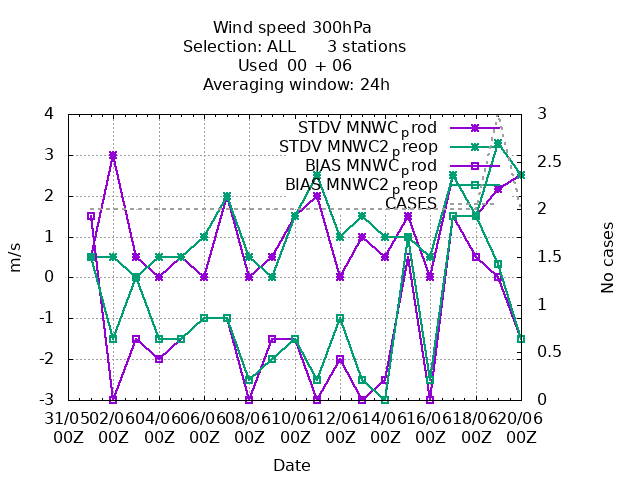 Wind speed 300hPa
Selection: ALL 3 stations
Used 00 + 06
Averaging window: 24h
STDV MNWC_prod
STDV MNWC2_preop
BIAS MNWC_prod
BIAS MNWC2_preop
CASES
4
3
2
1
0
-1
-2
-3
m/s
3
2.5
2
1.5
1
0.5
0
No cases
31/05 02/06 04/06 06/06 08/06 10/06 12/06 14/06 16/06 18/06 20/06
00Z 00Z 00Z 00Z 00Z 00Z 00Z 00Z 00Z 00Z 00Z
Date